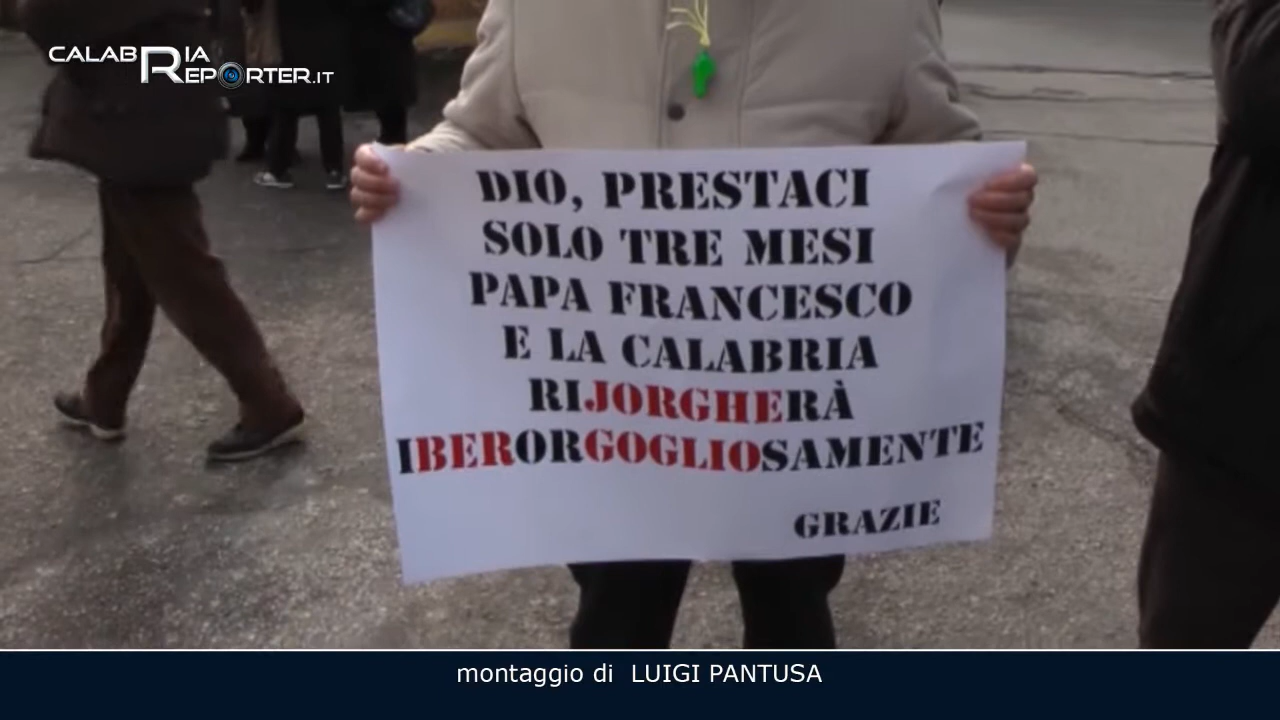 CALABRIA
REPORTER.IT
DIO, PRESTACI
SOLO TRE MESI
PAPA FRANCESCO
E LA CALABRIA
RIJORGHERÀ
IBERORGOGLIOSAMENTE
GRAZIE
montaggio di LUIGI PANTUSA